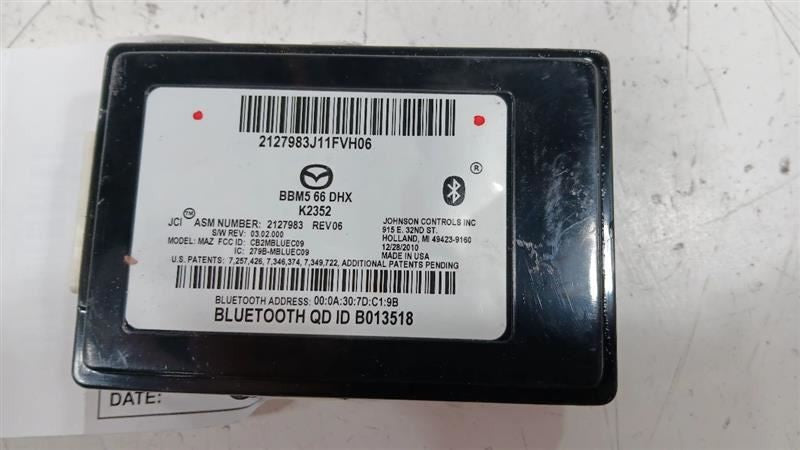 2127983J11FVH06
®
BBM5 66 DHX
K2352
JCI™ ASM NUMBER: 2127983 REV 06
S/W REV: 03.02.000
MODEL: MAZ FCC ID: CB2MBLUEC09
IC: 279B-MBLUEC09
JOHNSON CONTROLS INC
915 E. 32ND ST.
HOLLAND, MI 49423-9160
12/28/2010
MADE IN USA
U.S. PATENTS: 7,257,426, 7,346,374, 7,349,722, ADDITIONAL PATENTS PENDING
BLUETOOTH ADDRESS: 00:0A:30:7D:C1:9B
BLUETOOTH QD ID B013518
DATE: